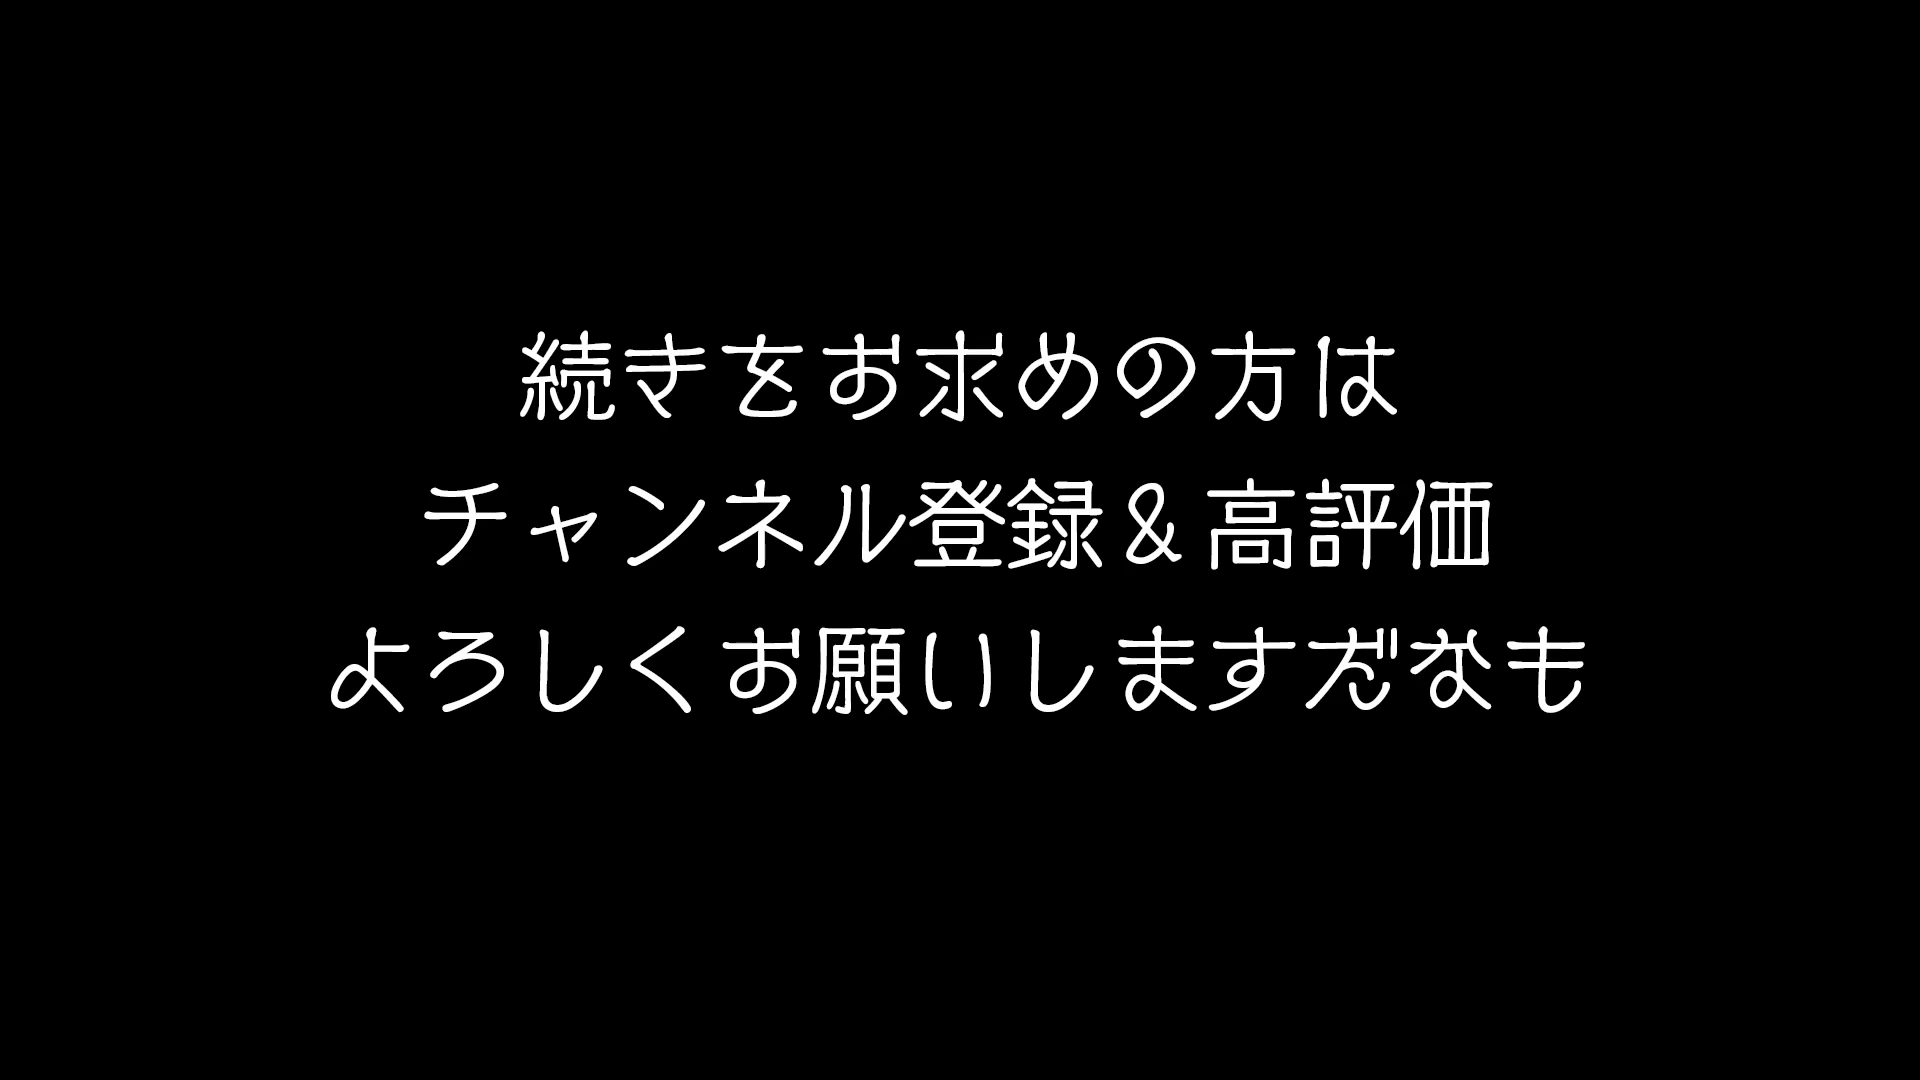 続きをお求めの方は
チャンネル登録＆高評価
よろしくお願いしますだなも